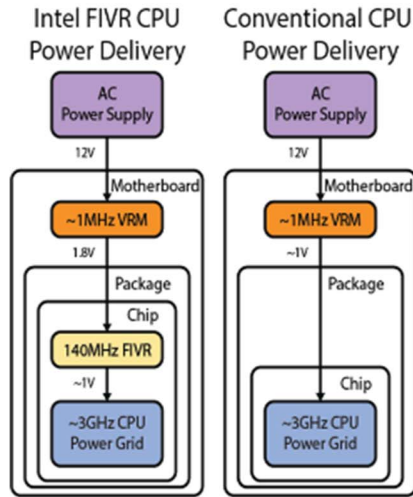 Intel FIVR CPU
Power Delivery
AC
Power Supply
12V
Motherboard
~1MHz VRM
1.8V
Package
Chip
140MHz FIVR
~1V
~3GHz CPU
Power Grid
Conventional CPU
Power Delivery
AC
Power Supply
12V
Motherboard
~1MHz VRM
~1V
Package
Chip
~3GHz CPU
Power Grid